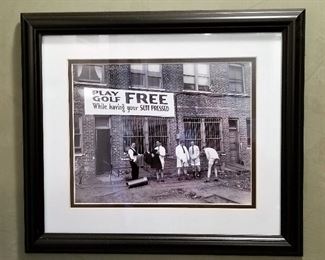 PLAY GOLF FREE
While having your SUIT PRESSED